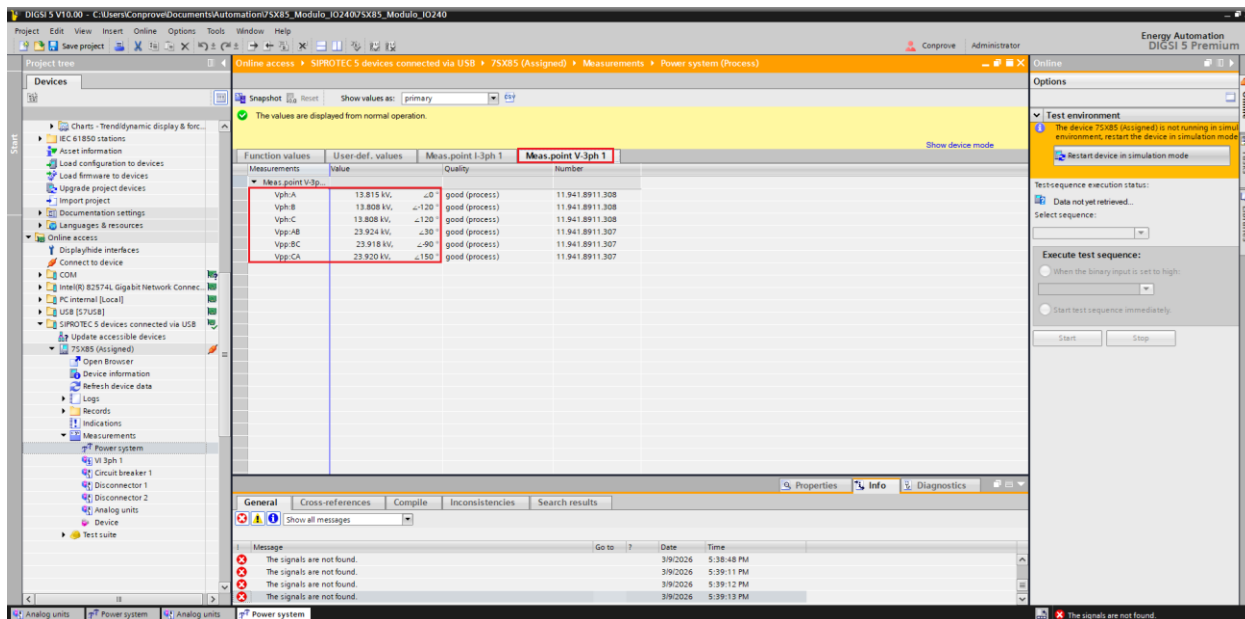 DIGSI 5 V10.00 - C:\Users\Conprove\Documents\Automation\7SX85_Modulo_IO240\7SX85_Modulo_IO240
Project Edit View Insert Online Options Tools Window Help
Energy Automation
DIGSI 5 Premium
Save project
Conprove Administrator
Project tree
Online access SIPROTEC 5 devices connected via USB 7SX85 (Assigned) Measurements Power system (Process)
Online
Devices
Options
Snapshot Reset Show values as: primary
The values are displayed from normal operation.
Show device mode
Charts - Trend/dynamic display & forc...
IEC 61850 stations
Asset information
Load configuration to devices
Load firmware to devices
Upgrade project devices
Import project
Documentation settings
Languages & resources
Online access
Display/hide interfaces
Connect to device
COM
Intel(R) 82574L Gigabit Network Connec...
PC internal [Local]
USB [S7USB]
SIPROTEC 5 devices connected via USB
Update accessible devices
7SX85 (Assigned)
Open Browser
Device information
Refresh device data
Logs
Records
Indications
Measurements
Power system
VI 3ph 1
Circuit breaker 1
Disconnector 1
Disconnector 2
Analog units
Device
Test suite
Function values User-def. values Meas.point I-3ph 1 Meas.point V-3ph 1
Measurements Value Quality Number
Meas.point V-3p...
Vph:A 13.815 kV, ∠0 ° good (process) 11.941.8911.308
Vph:B 13.808 kV, ∠-120 ° good (process) 11.941.8911.308
Vph:C 13.808 kV, ∠120 ° good (process) 11.941.8911.308
Vpp:AB 23.924 kV, ∠30 ° good (process) 11.941.8911.307
Vpp:BC 23.918 kV, ∠-90 ° good (process) 11.941.8911.307
Vpp:CA 23.920 kV, ∠150 ° good (process) 11.941.8911.307
Test environment
The device 7SX85 (Assigned) is not running in simul
environment, restart the device in simulation mode
Restart device in simulation mode
Test-sequence execution status:
Data not yet retrieved...
Select sequence:
Execute test sequence:
When the binary input is set to high:
Start test sequence immediately.
Start Stop
Properties Info Diagnostics
General Cross-references Compile Inconsistencies Search results
Show all messages
! Message Go to ? Date Time
The signals are not found. 3/9/2026 5:38:48 PM
The signals are not found. 3/9/2026 5:39:11 PM
The signals are not found. 3/9/2026 5:39:12 PM
The signals are not found. 3/9/2026 5:39:13 PM
Start
Analog units Power system Analog units Power system
The signals are not found.